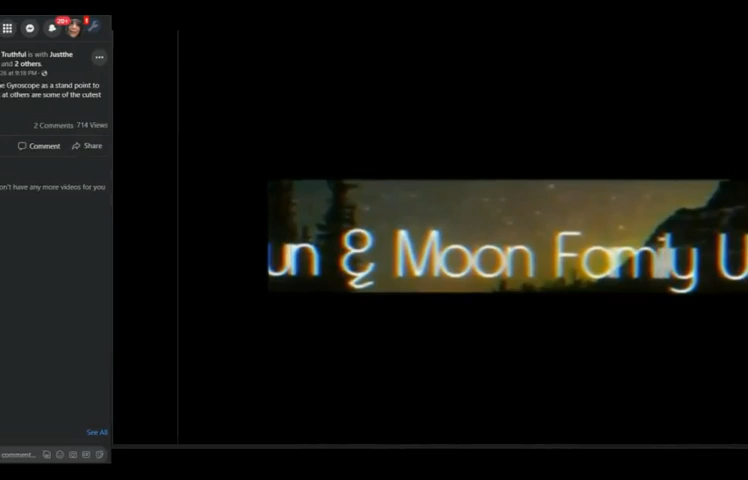 20+
Truthful is with Justthe
and 2 others.
26 at 9:18 PM ·
e Gyroscope as a stand point to
at others are some of the cutest
2 Comments 714 Views
Comment Share
on't have any more videos for you
un & Moon Family U
See All
comment...